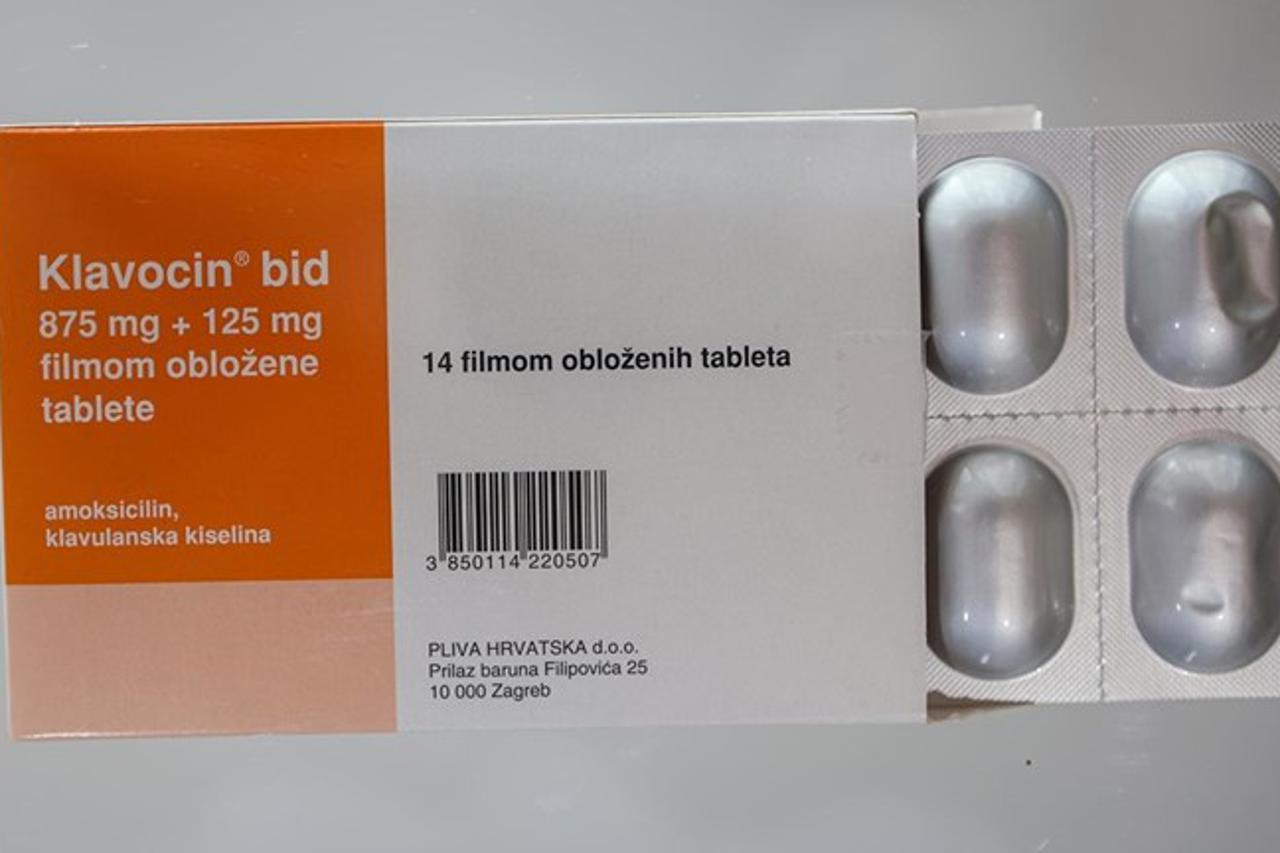 Klavocin® bid
875 mg + 125 mg
filmom obložene
tablete
amoksicilin,
klavulanska kiselina
14 filmom obloženih tableta
3 850114 220507
PLIVA HRVATSKA d.o.o.
Prilaz baruna Filipovića 25
10 000 Zagreb